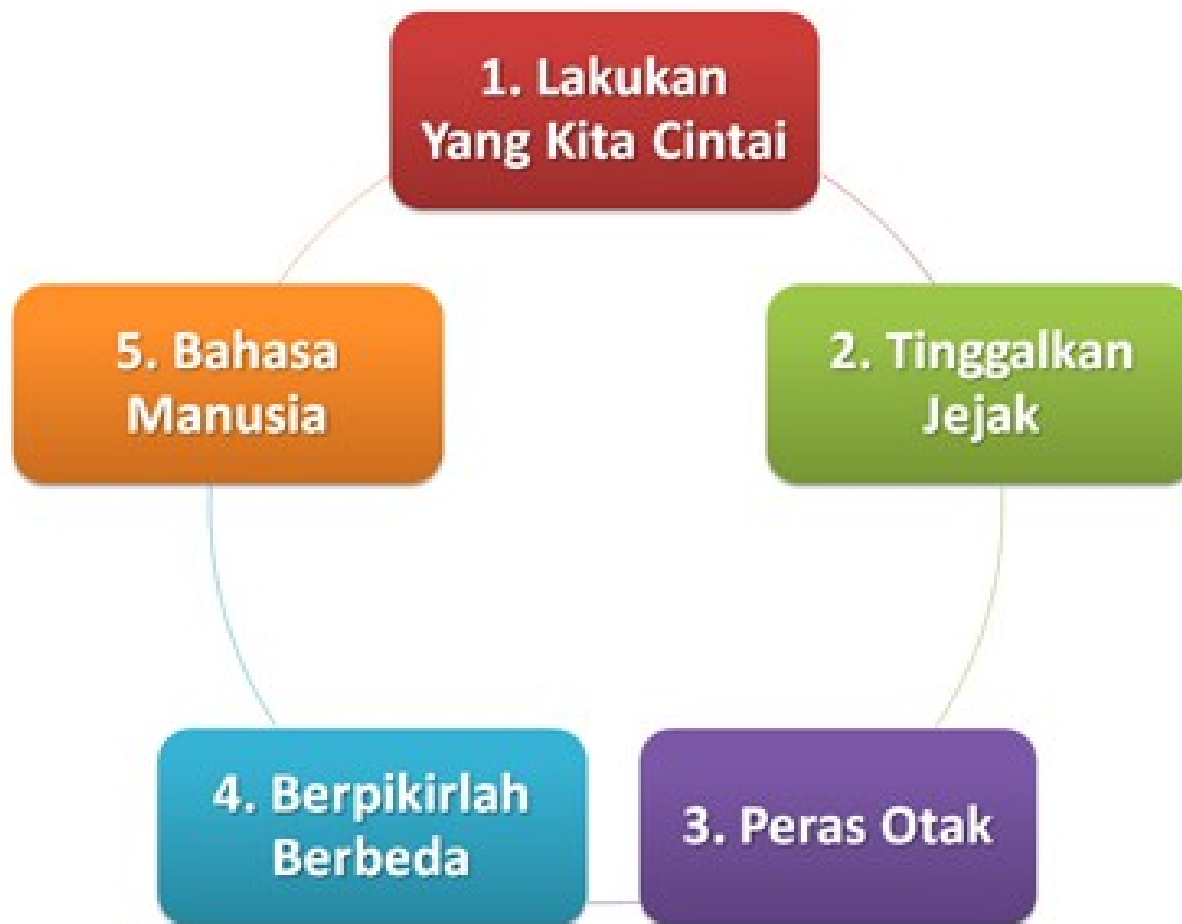 1. Lakukan
Yang Kita Cintai
2. Tinggalkan
Jejak
3. Peras Otak
4. Berpikirlah
Berbeda
5. Bahasa
Manusia